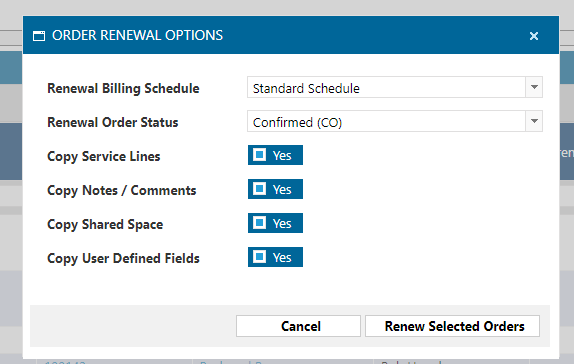 ORDER RENEWAL OPTIONS
Renewal Billing Schedule Standard Schedule
Renewal Order Status Confirmed (CO)
Copy Service Lines Yes
Copy Notes / Comments Yes
Copy Shared Space Yes
Copy User Defined Fields Yes
Cancel Renew Selected Orders